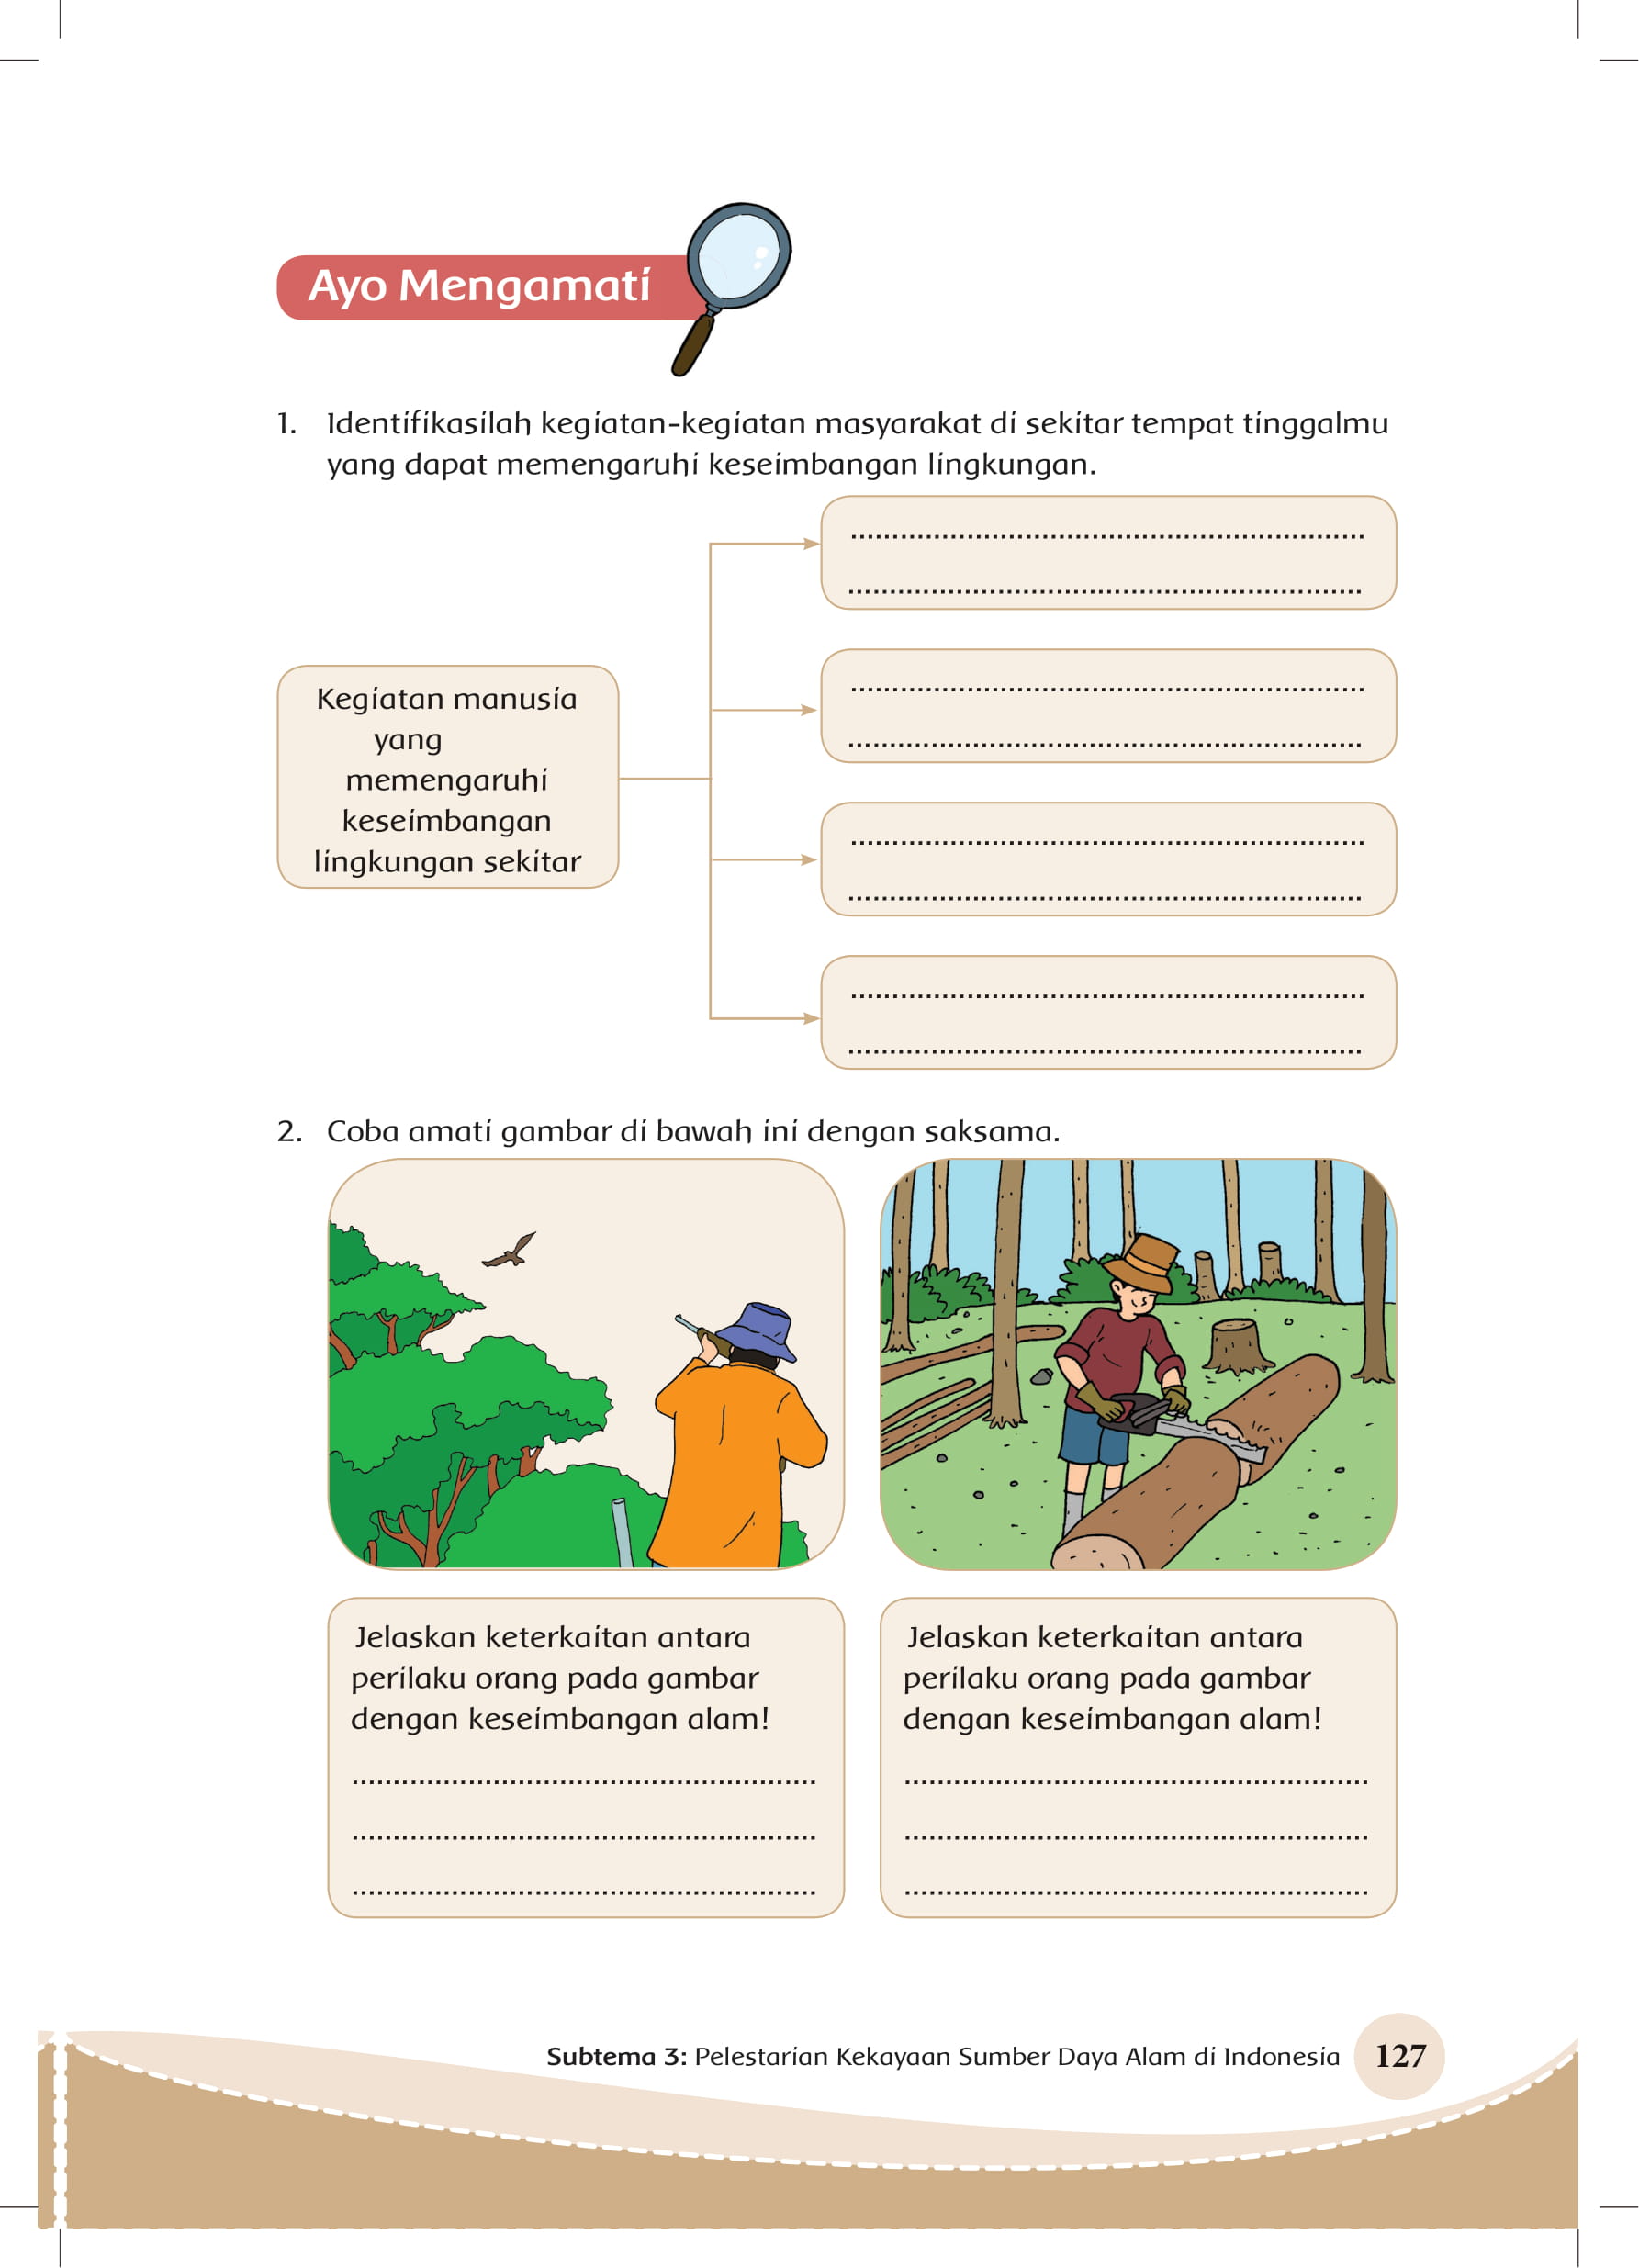 Ayo Mengamati
1. Identifikasilah kegiatan-kegiatan masyarakat di sekitar tempat tinggalmu
yang dapat memengaruhi keseimbangan lingkungan.
Kegiatan manusia
yang
memengaruhi
keseimbangan
lingkungan sekitar
2. Coba amati gambar di bawah ini dengan saksama.
Jelaskan keterkaitan antara
perilaku orang pada gambar
dengan keseimbangan alam!
Jelaskan keterkaitan antara
perilaku orang pada gambar
dengan keseimbangan alam!
Subtema 3: Pelestarian Kekayaan Sumber Daya Alam di Indonesia 127